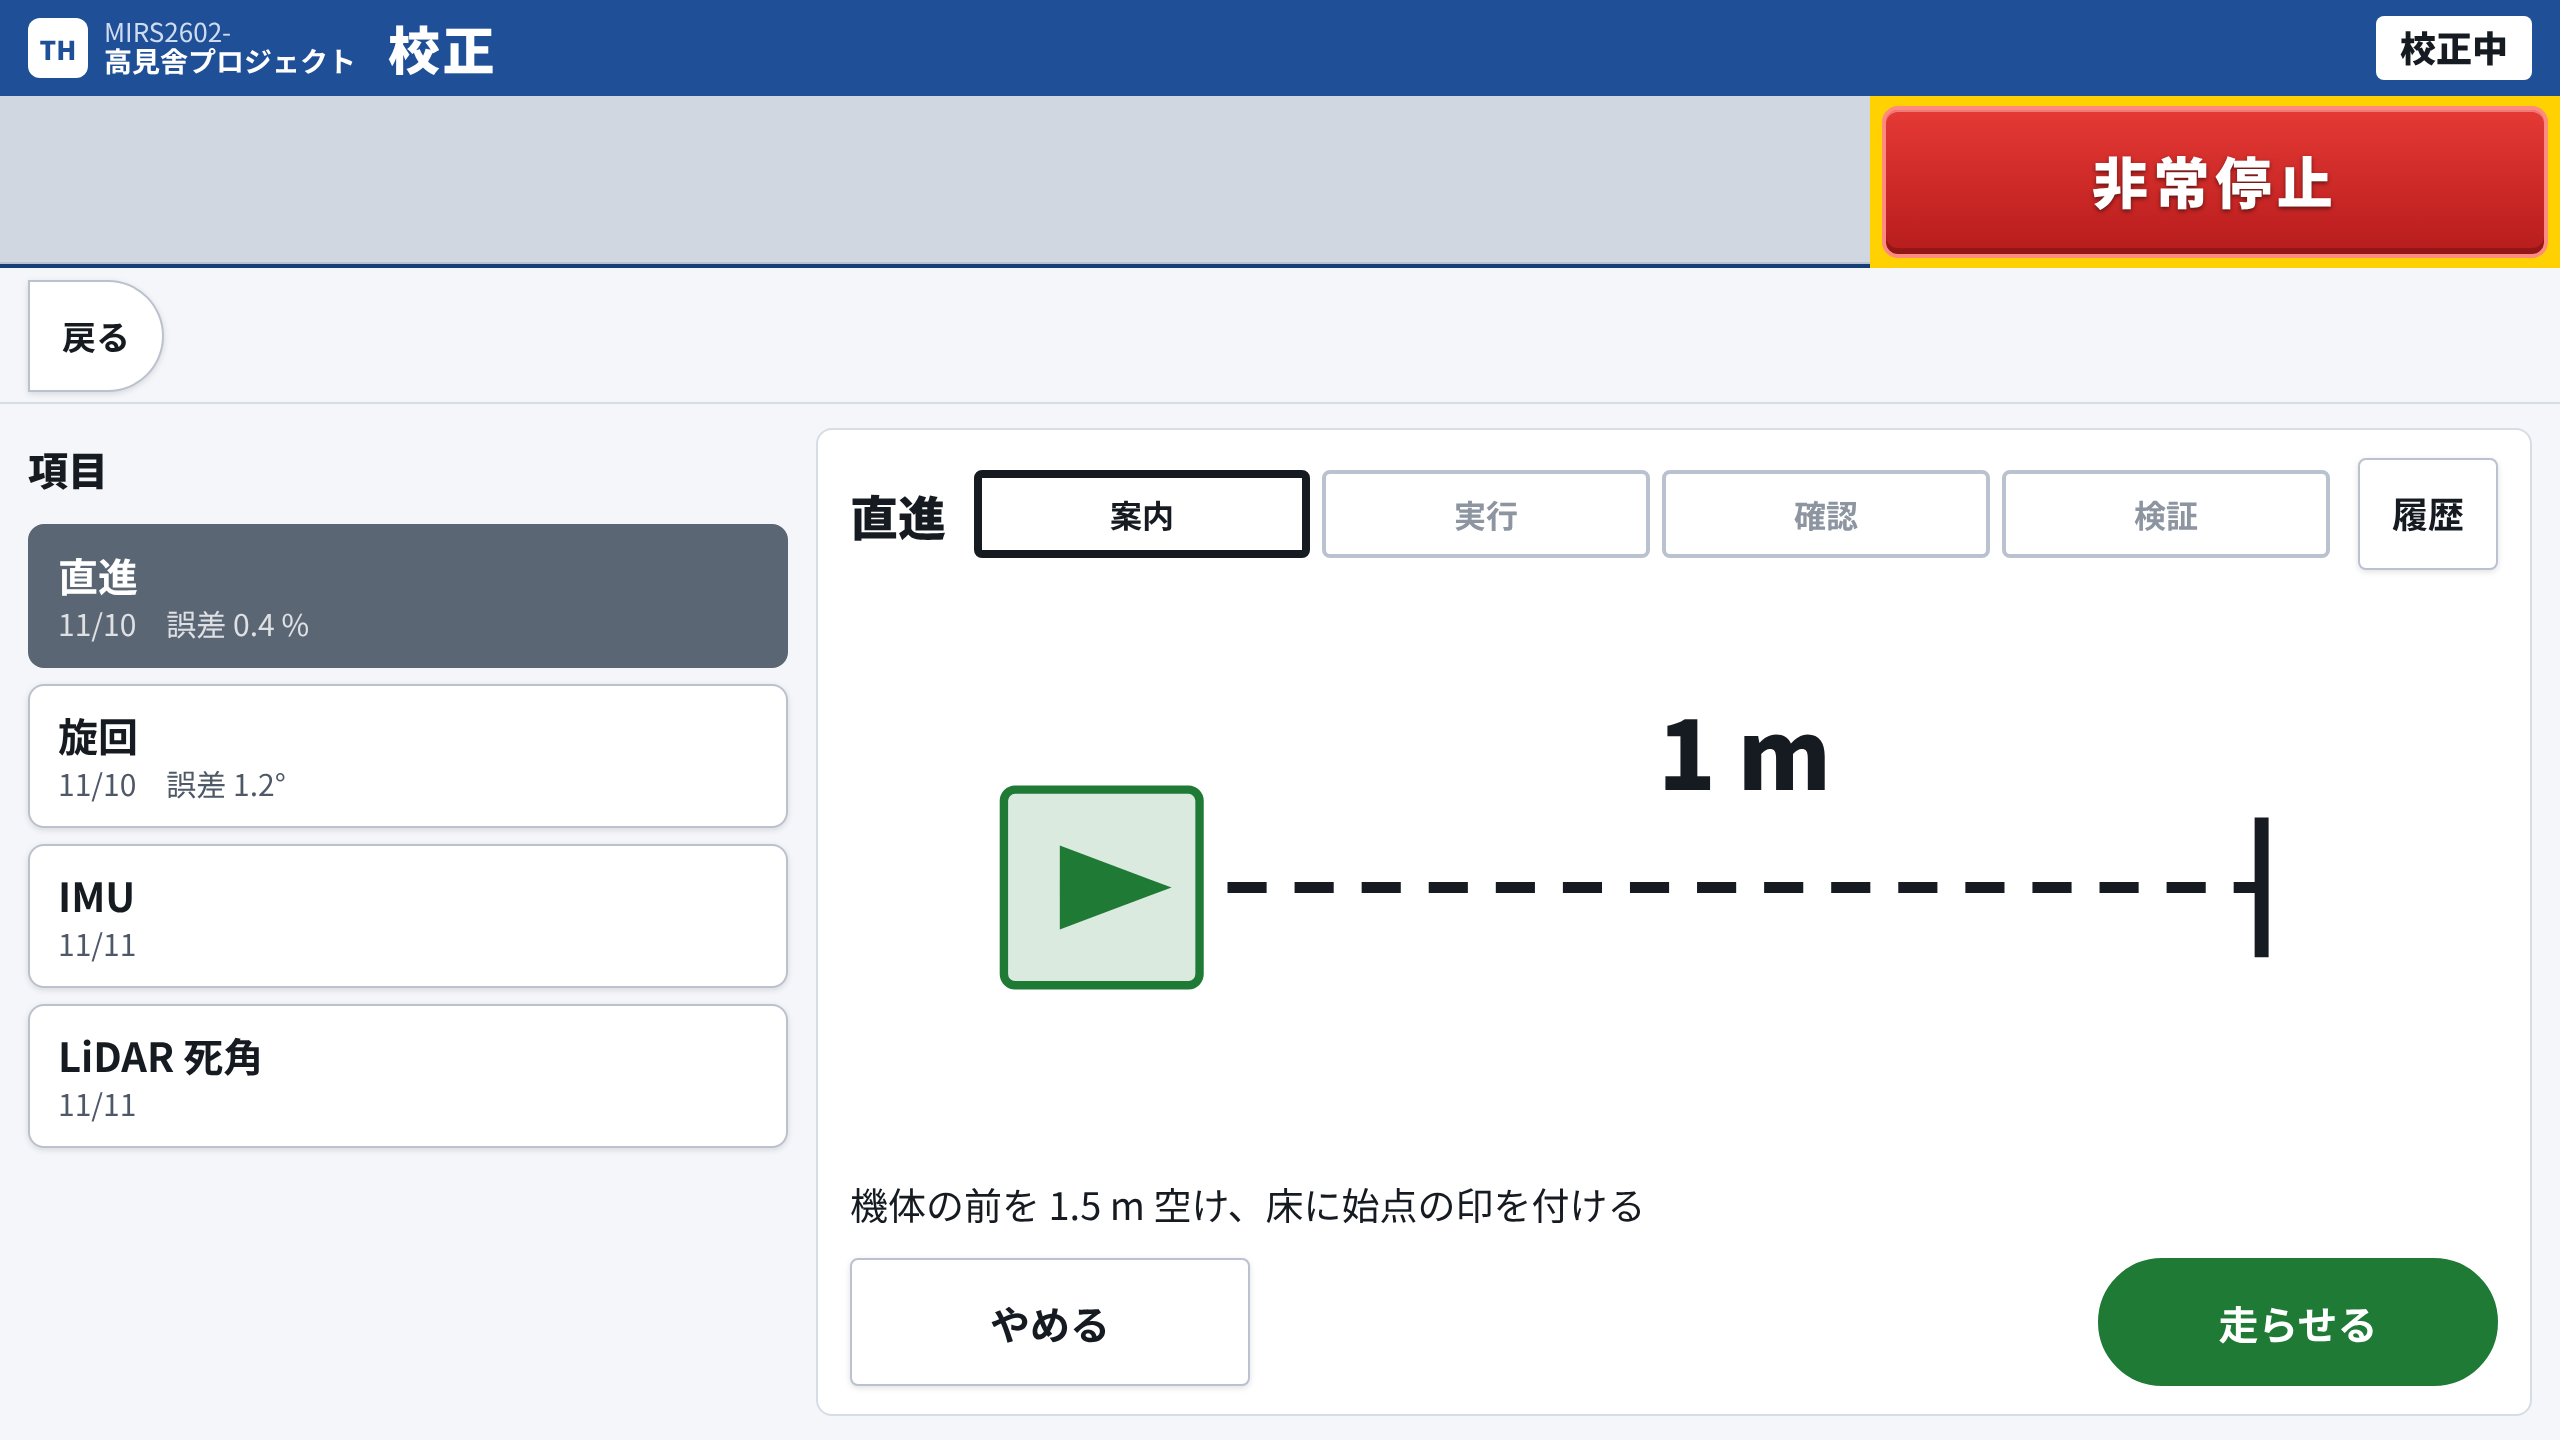 TH
MIRS2602-
高見舎プロジェクト
校正
校正中
非常停止
戻る
項目
直進
11/10 誤差 0.4 %
旋回
11/10 誤差 1.2°
IMU
11/11
LiDAR 死角
11/11
直進
案内
実行
確認
検証
履歴
1 m
機体の前を 1.5 m 空け、床に始点の印を付ける
やめる
走らせる